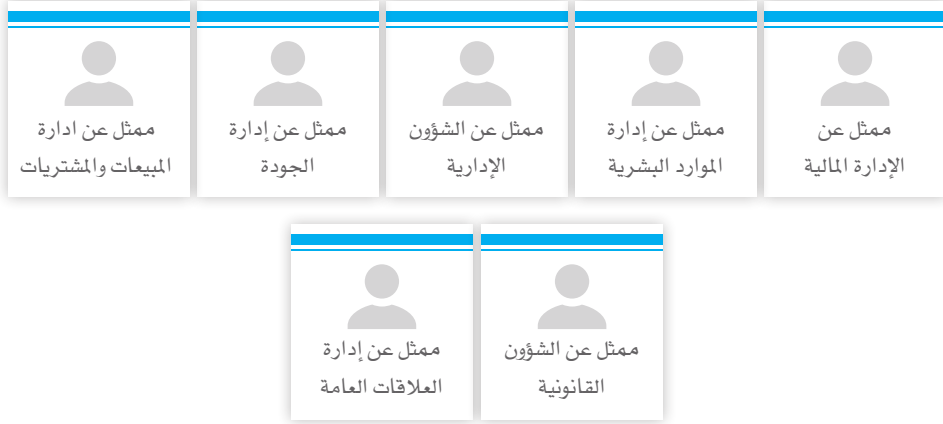 ممثل عن
الإدارة المالية
ممثل عن إدارة
الموارد البشرية
ممثل عن الشؤون
الإدارية
ممثل عن إدارة
الجودة
ممثل عن ادارة
المبيعات والمشتريات
ممثل عن الشؤون
القانونية
ممثل عن إدارة
العلاقات العامة